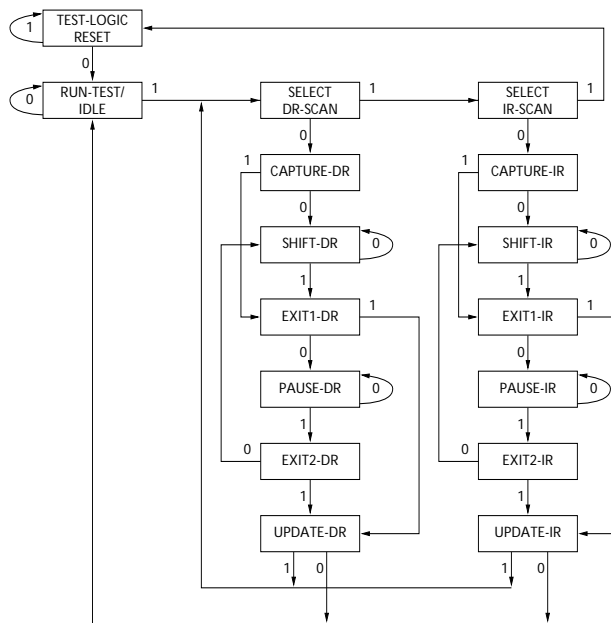 TEST-LOGIC
RESET
1
0
RUN-TEST/
IDLE
0
1
SELECT
DR-SCAN
1
SELECT
IR-SCAN
1
0
0
1
CAPTURE-DR
1
CAPTURE-IR
0
0
SHIFT-DR
0
SHIFT-IR
0
1
1
EXIT1-DR
1
EXIT1-IR
1
0
0
PAUSE-DR
0
PAUSE-IR
0
1
1
0
EXIT2-DR
0
EXIT2-IR
1
1
UPDATE-DR
UPDATE-IR
1
0
1
0